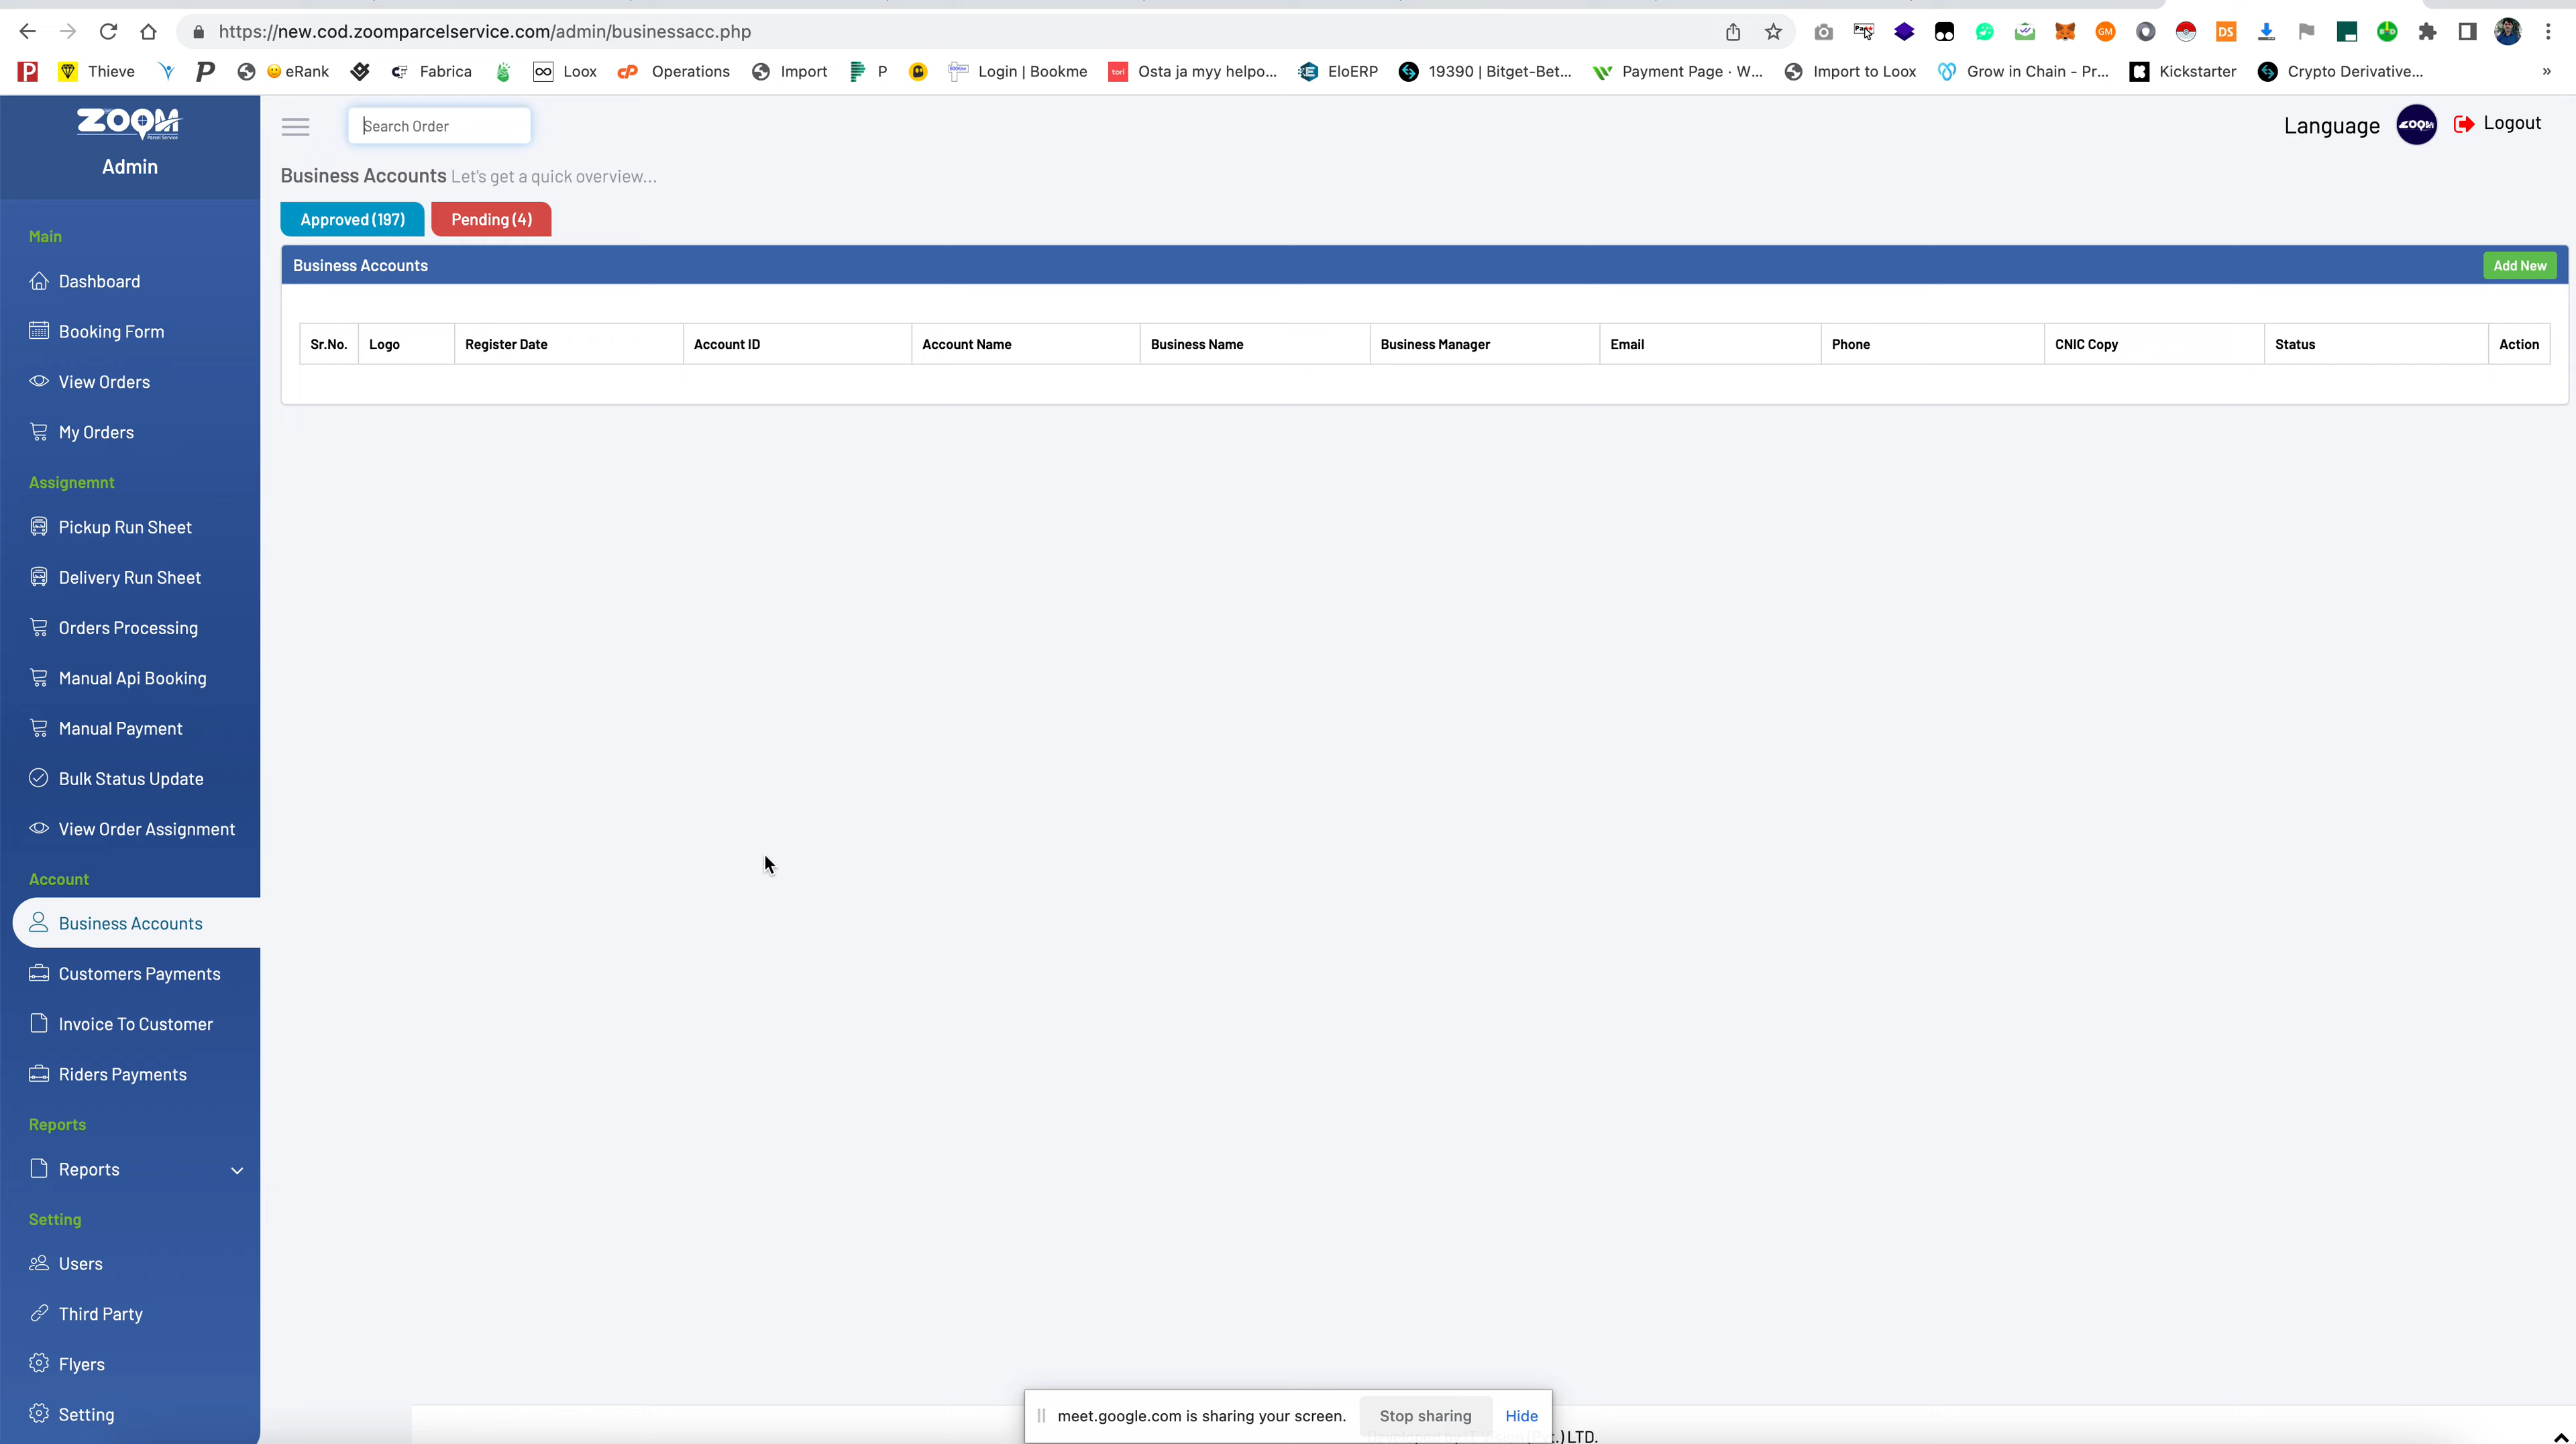 https://new.cod.zoomparcelservice.com/admin/businessacc.php
Thieve
eRank
Fabrica
Loox
Operations
Import
P
Login | Bookme
Osta ja myy helpo...
EloERP
19390 | Bitget-Bet...
Payment Page · W...
Import to Loox
Grow in Chain - Pr...
Kickstarter
Crypto Derivative...
»
ZOOM
Parcel Service
Admin
Search Order
Language
ZOOM
Logout
Business Accounts Let's get a quick overview...
Approved (197)
Pending (4)
Business Accounts
Add New
Sr.No. Logo Register Date Account ID Account Name Business Name Business Manager Email Phone CNIC Copy Status Action
Main
Dashboard
Booking Form
View Orders
My Orders
Assignemnt
Pickup Run Sheet
Delivery Run Sheet
Orders Processing
Manual Api Booking
Manual Payment
Bulk Status Update
View Order Assignment
Account
Business Accounts
Customers Payments
Invoice To Customer
Riders Payments
Reports
Reports
Setting
Users
Third Party
Flyers
Setting
meet.google.com is sharing your screen.
Stop sharing
Hide
.) LTD.